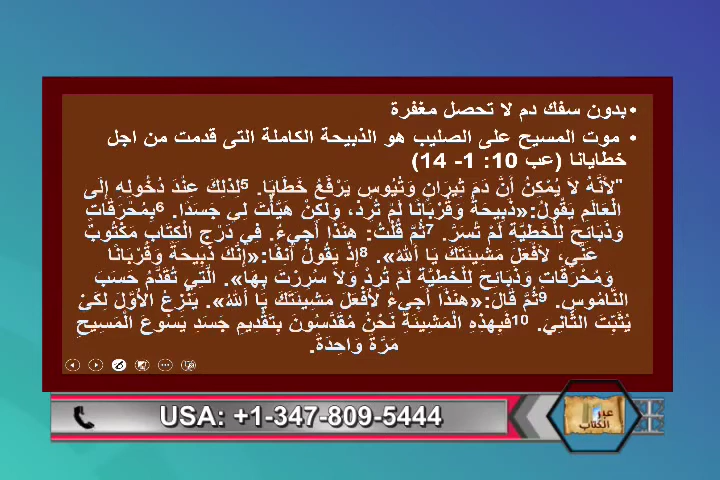 •بدون سفك دم لا تحصل مغفرة
• موت المسيح على الصليب هو الذبيحة الكاملة التى قدمت من اجل
خطايانا (عب 10: 1- 14)
"لأَنَّهُ لاَ يُمْكِنُ أَنَّ دَمَ ثِيرَانٍ وَتُيُوسٍ يَرْفَعُ خَطَايَا. 5لِذلِكَ عِنْدَ دُخُولِهِ إِلَى
الْعَالَمِ يَقُولُ:«ذَبِيحَةً وَقُرْبَانًا لَمْ تُرِدْ، وَلكِنْ هَيَّأْتَ لِي جَسَدًا. 6بِمُحْرَقَاتٍ
وَذَبَائِحَ لِلْخَطِيَّةِ لَمْ تُسَرَّ. 7ثُمَّ قُلْتُ: هنَذَا أَجِيءُ. فِي دَرْجِ الْكِتَابِ مَكْتُوبٌ
عَنِّي، لأَفْعَلَ مَشِيئَتَكَ يَا أَللهُ». 8إِذْ يَقُولُ آنِفًا:«إِنَّكَ ذَبِيحَةً وَقُرْبَانًا
وَمُحْرَقَاتٍ وَذَبَائِحَ لِلْخَطِيَّةِ لَمْ تُرِدْ وَلاَ سُرِرْتَ بِهَا». الَّتِي تُقَدَّمُ حَسَبَ
النَّامُوسِ. 9ثُمَّ قَالَ:«هنَذَا أَجِيءُ لأَفْعَلَ مَشِيئَتَكَ يَا أَللهُ». يَنْزِعُ الأَوَّلَ لِكَيْ
يُثَبِّتَ الثَّانِيَ. 10فَبِهذِهِ الْمَشِيئَةِ نَحْنُ مُقَدَّسُونَ بِتَقْدِيمِ جَسَدِ يَسُوعَ الْمَسِيحِ
مَرَّةً وَاحِدَةً.
USA: +1-347-809-5444
عبر
الكتاب